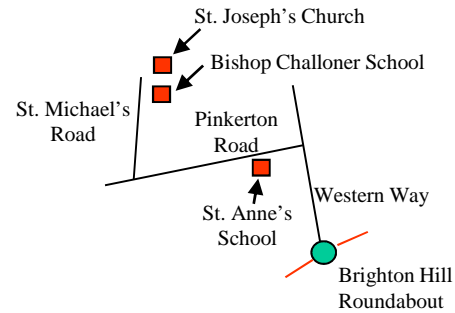 St. Joseph's Church
Bishop Challoner School
St. Michael's
Road
Pinkerton
Road
Western Way
St. Anne's
School
Brighton Hill
Roundabout